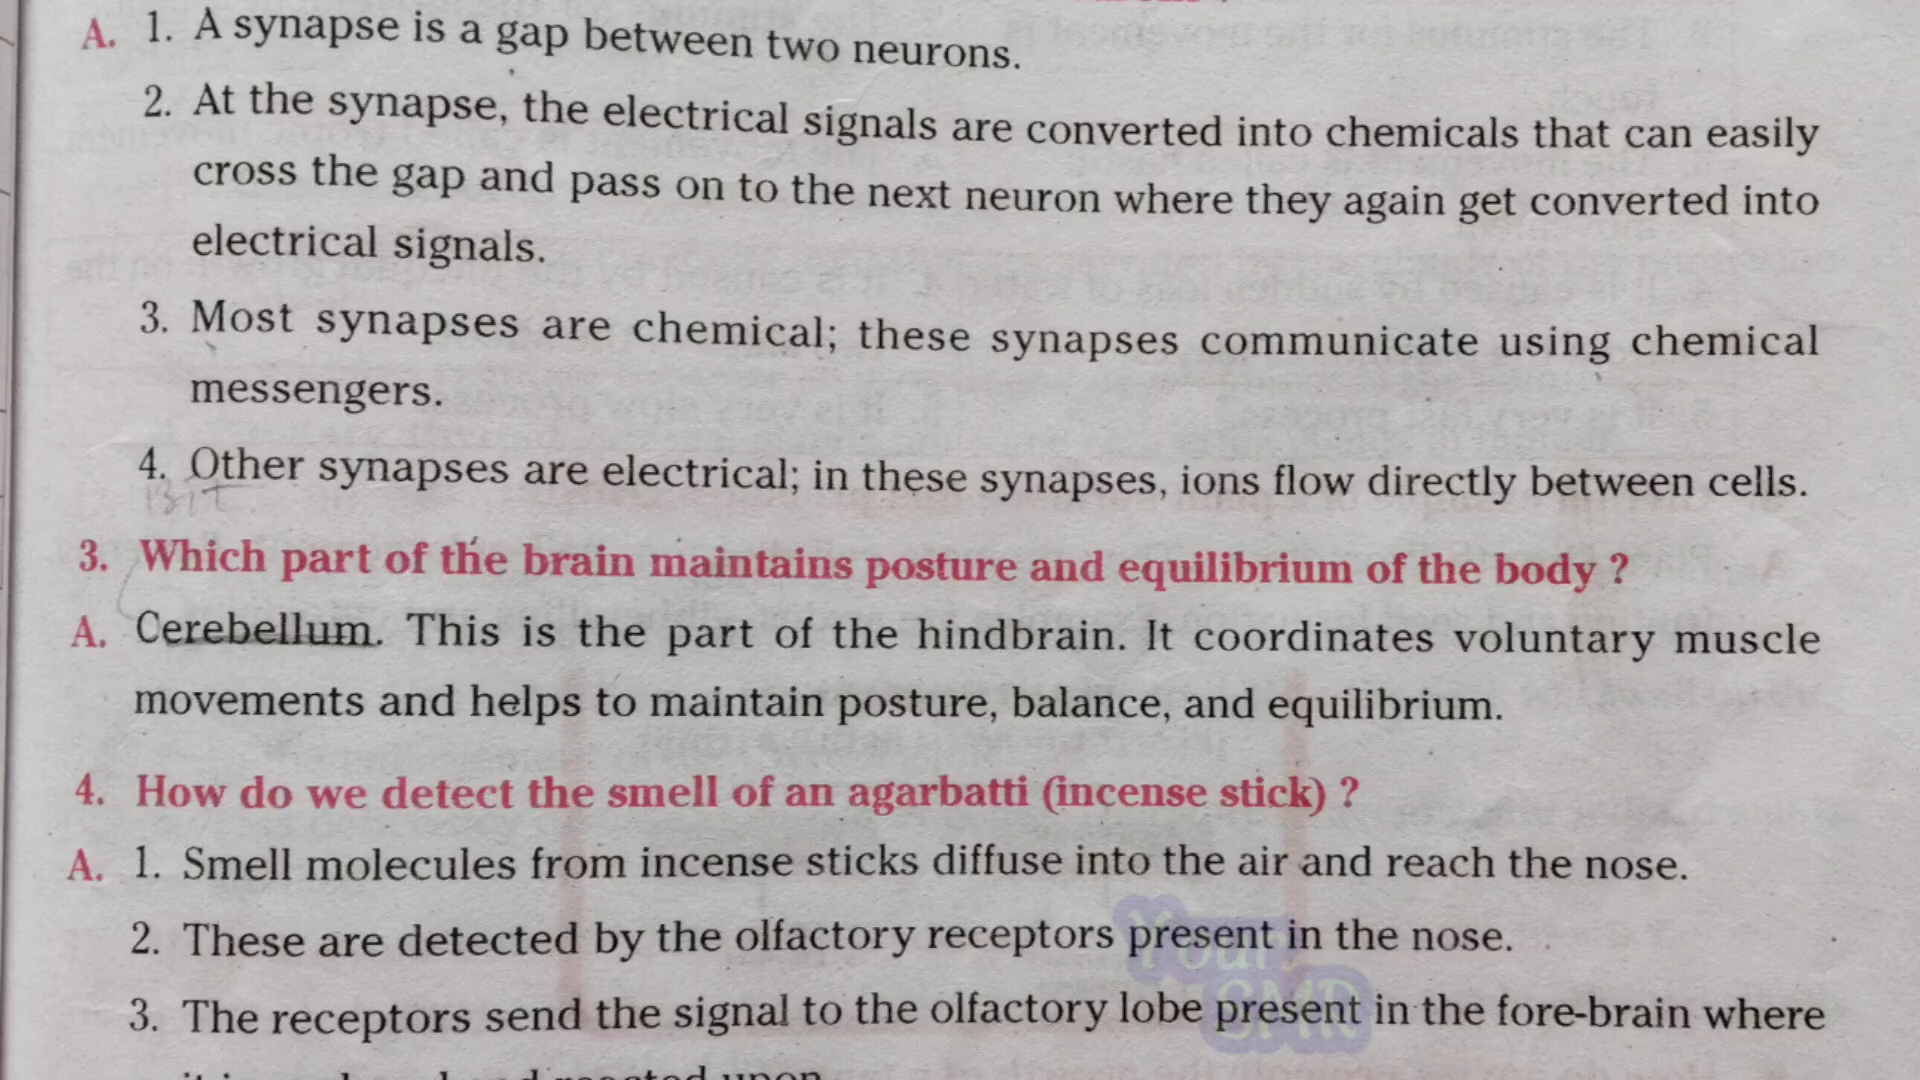 A. 1. A synapse is a gap between two neurons.
2. At the synapse, the electrical signals are converted into chemicals that can easily
cross the gap and pass on to the next neuron where they again get converted into
electrical signals.
3. Most synapses are chemical; these synapses communicate using chemical
messengers.
4. Other synapses are electrical; in these synapses, ions flow directly between cells.
BIT
3. Which part of the brain maintains posture and equilibrium of the body ?
A. Cerebellum. This is the part of the hindbrain. It coordinates voluntary muscle
movements and helps to maintain posture, balance, and equilibrium.
4. How do we detect the smell of an agarbatti (incense stick) ?
A. 1. Smell molecules from incense sticks diffuse into the air and reach the nose.
2. These are detected by the olfactory receptors present in the nose.
Your
3. The receptors send the signal to the olfactory lobe present in the fore-brain where
SMR
upon